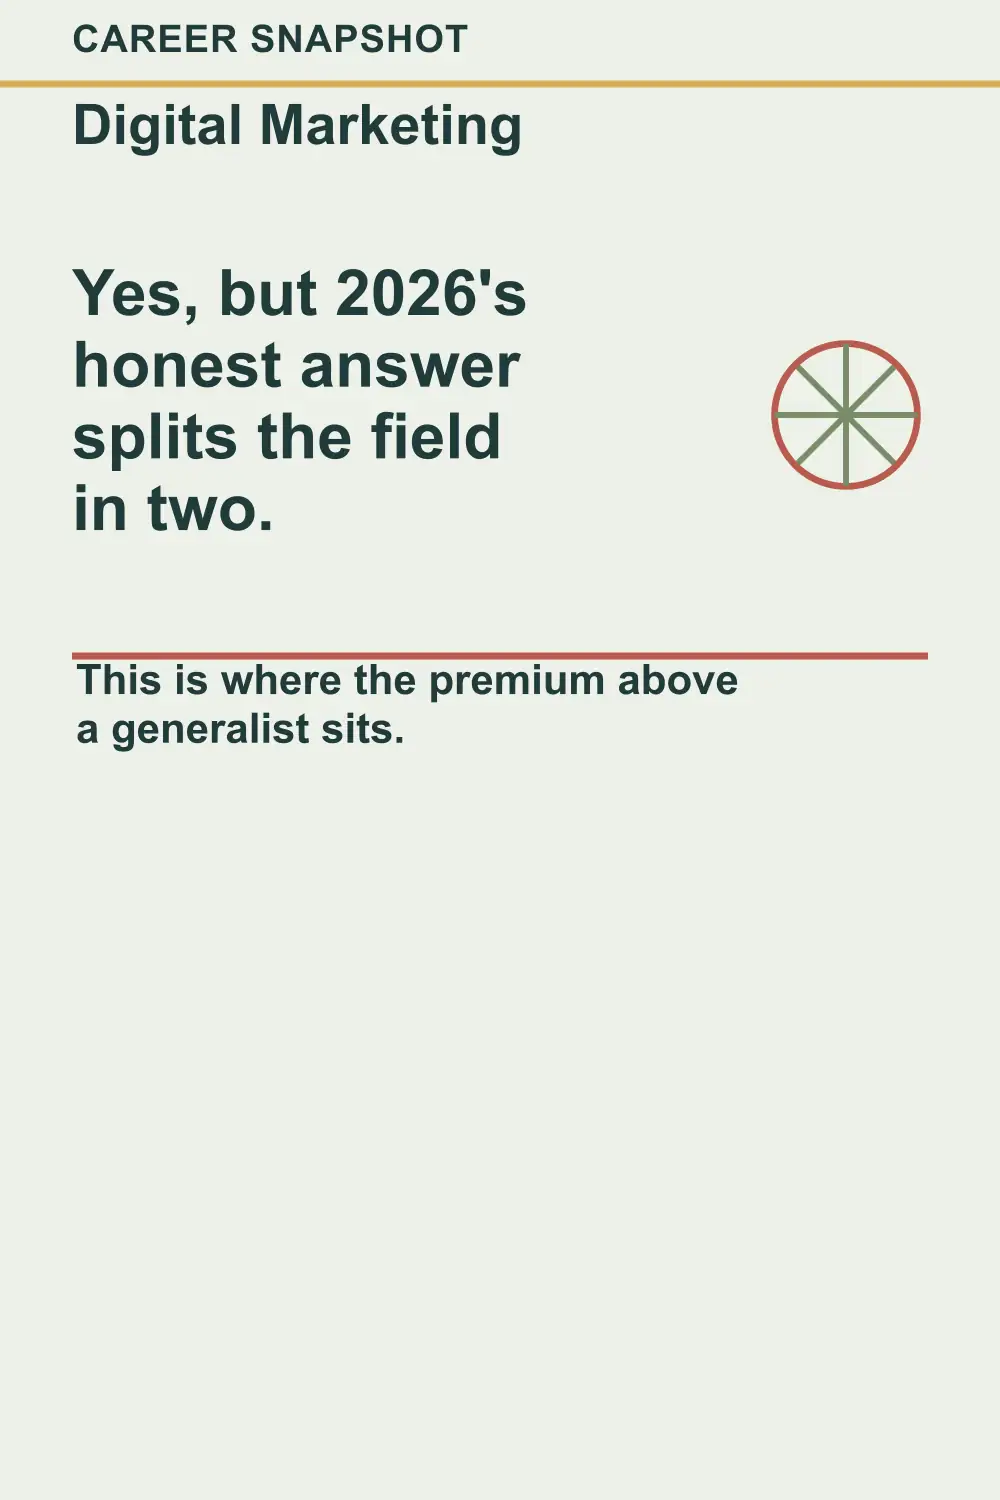 CAREER SNAPSHOT
Digital Marketing
Yes, but 2026's
honest answer
splits the field
in two.
This is where the premium above
a generalist sits.